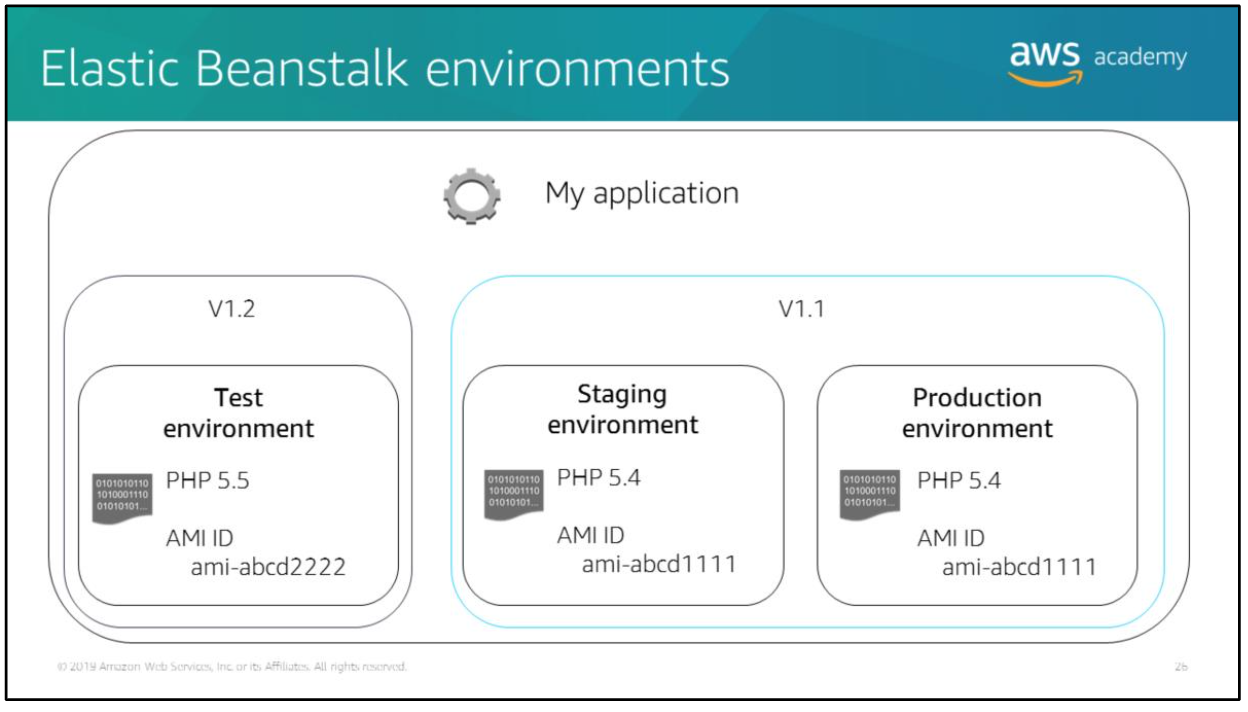 Elastic Beanstalk environments
aws academy
My application
V1.2
V1.1
Test
environment
0101010110
1010001110
01010101...
PHP 5.5
AMI ID
ami-abcd2222
Staging
environment
0101010110
1010001110
01010101...
PHP 5.4
AMI ID
ami-abcd1111
Production
environment
0101010110
1010001110
01010101...
PHP 5.4
AMI ID
ami-abcd1111
© 2019 Amazon Web Services, Inc. or its Affiliates. All rights reserved.
26